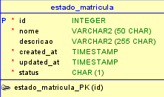 estado_matricula
P * id INTEGER
* nome VARCHAR2 (50 CHAR)
descricao VARCHAR2 (255 CHAR)
* created_at TIMESTAMP
* updated_at TIMESTAMP
* status CHAR (1)
estado_matricula_PK (id)